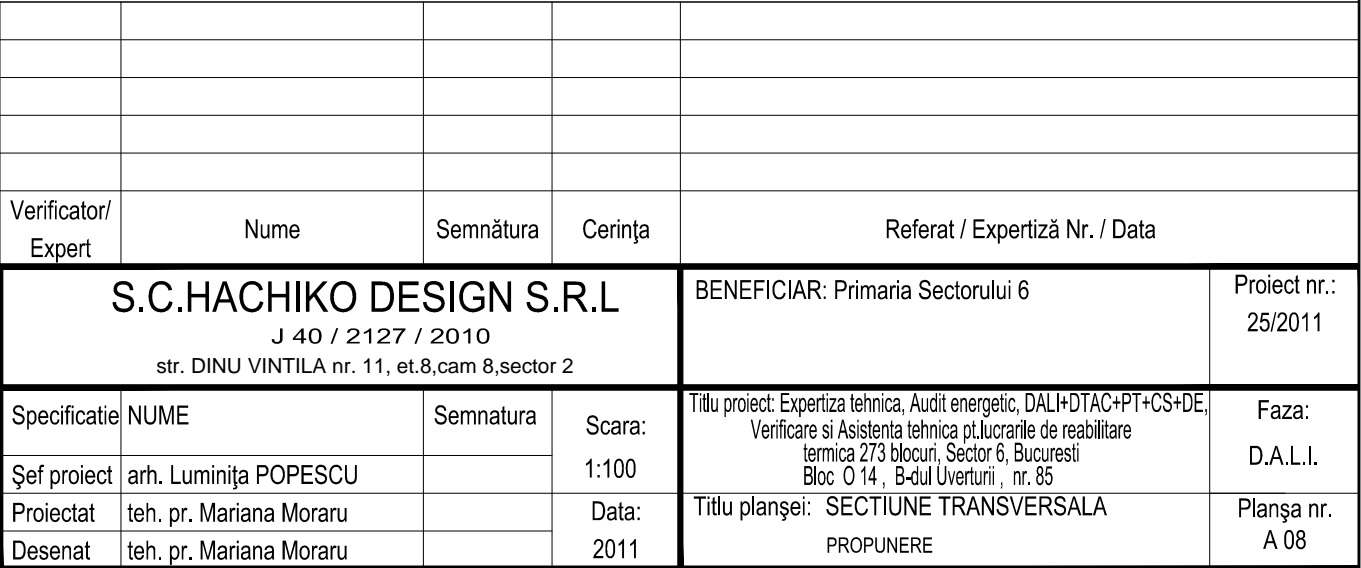 Verificator/
Expert
Nume
Semnătura
Cerinţa
Referat / Expertiză Nr. / Data
S.C.HACHIKO DESIGN S.R.L
J 40 / 2127 / 2010
str. DINU VINTILA nr. 11, et.8,cam 8,sector 2
BENEFICIAR: Primaria Sectorului 6
Proiect nr.:
25/2011
Specificatie
NUME
Semnatura
Scara:
1:100
Titlu proiect: Expertiza tehnica, Audit energetic, DALI+DTAC+PT+CS+DE,
Verificare si Asistenta tehnica pt.lucrarile de reabilitare
termica 273 blocuri, Sector 6, Bucuresti
Bloc O 14 , B-dul Uverturii , nr. 85
Faza:
D.A.L.I.
Şef proiect
arh. Luminiţa POPESCU
Proiectat
teh. pr. Mariana Moraru
Data:
2011
Titlu planşei: SECTIUNE TRANSVERSALA
PROPUNERE
Planşa nr.
A 08
Desenat
teh. pr. Mariana Moraru